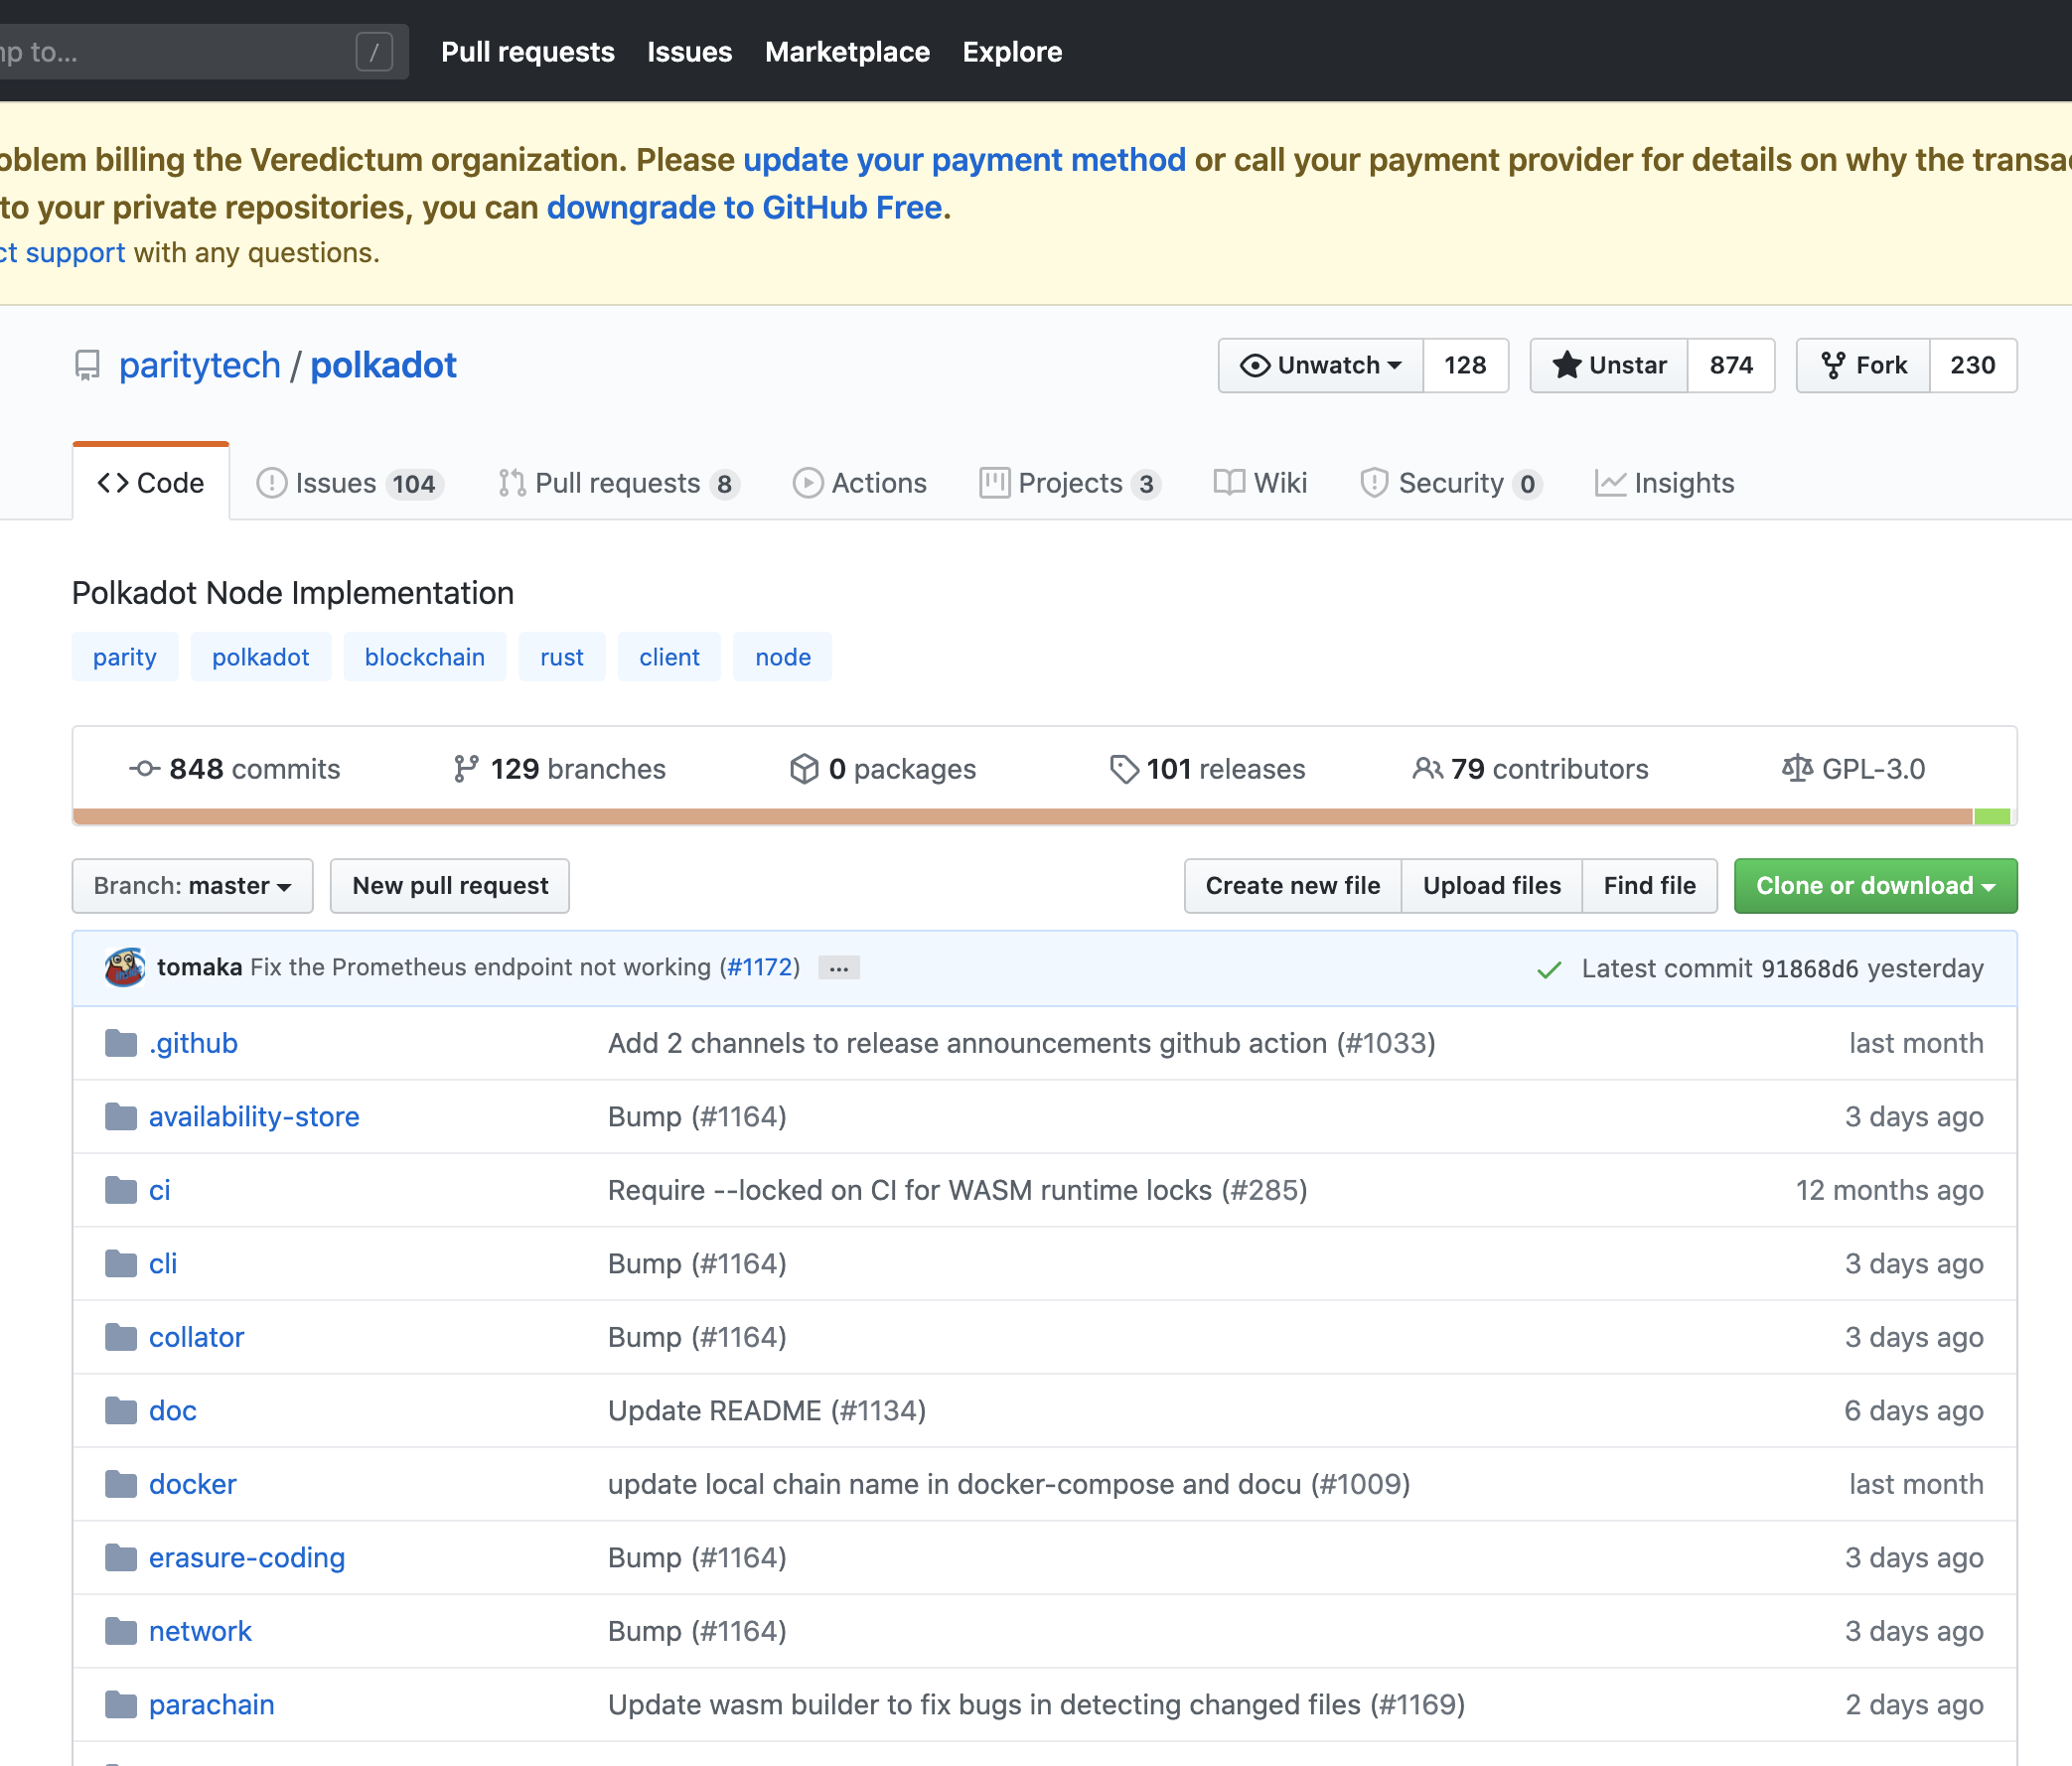 to...
/
Pull requests Issues Marketplace Explore
billing the Veredictum organization. Please update your payment method or call your payment provider for details on why the
to your private repositories, you can downgrade to GitHub Free.
support with any questions.
paritytech / polkadot
Unwatch 128 Unstar 874 Fork 230
Code Issues 104 Pull requests 8 Actions Projects 3 Wiki Security 0 Insights
Polkadot Node Implementation
parity polkadot blockchain rust client node
848 commits 129 branches 0 packages 101 releases 79 contributors GPL-3.0
Branch: master New pull request Create new file Upload files Find file Clone or download
tomaka Fix the Prometheus endpoint not working (#1172) ... Latest commit 91868d6 yesterday
.github Add 2 channels to release announcements github action (#1033) last month
availability-store Bump (#1164) 3 days ago
ci Require --locked on CI for WASM runtime locks (#285) 12 months ago
cli Bump (#1164) 3 days ago
collator Bump (#1164) 3 days ago
doc Update README (#1134) 6 days ago
docker update local chain name in docker-compose and docu (#1009) last month
erasure-coding Bump (#1164) 3 days ago
network Bump (#1164) 3 days ago
parachain Update wasm builder to fix bugs in detecting changed files (#1169) 2 days ago